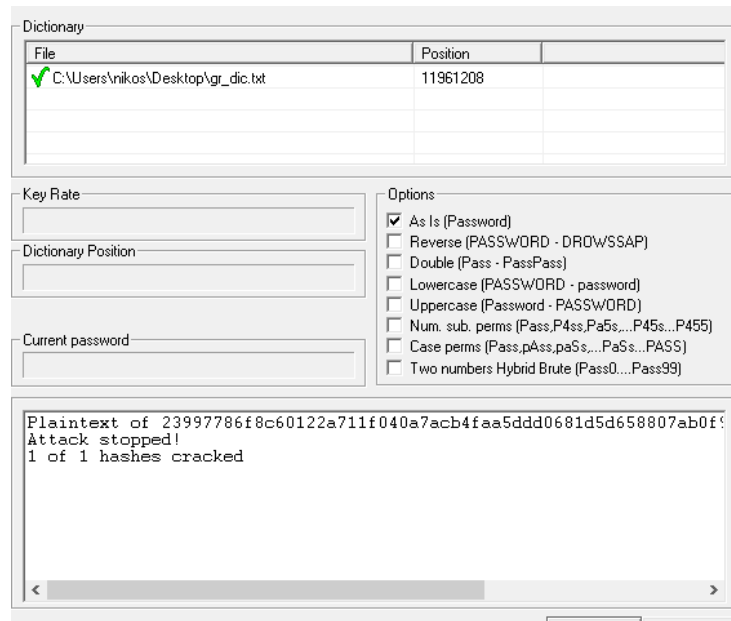 Dictionary
File Position
C:\Users\nikos\Desktop\gr_dic.txt 11961208
Key Rate
Dictionary Position
Current password
Options
As Is (Password)
Reverse (PASSWORD - DROWSSAP)
Double (Pass - PassPass)
Lowercase (PASSWORD - password)
Uppercase (Password - PASSWORD)
Num. sub. perms (Pass,P4ss,Pa5s,...P45s...P455)
Case perms (Pass,pAss,paSs,...PaSs...PASS)
Two numbers Hybrid Brute (Pass0....Pass99)
Plaintext of 23997786f8c60122a711f040a7acb4faa5ddd0681d5d658807ab0f9
Attack stopped!
1 of 1 hashes cracked